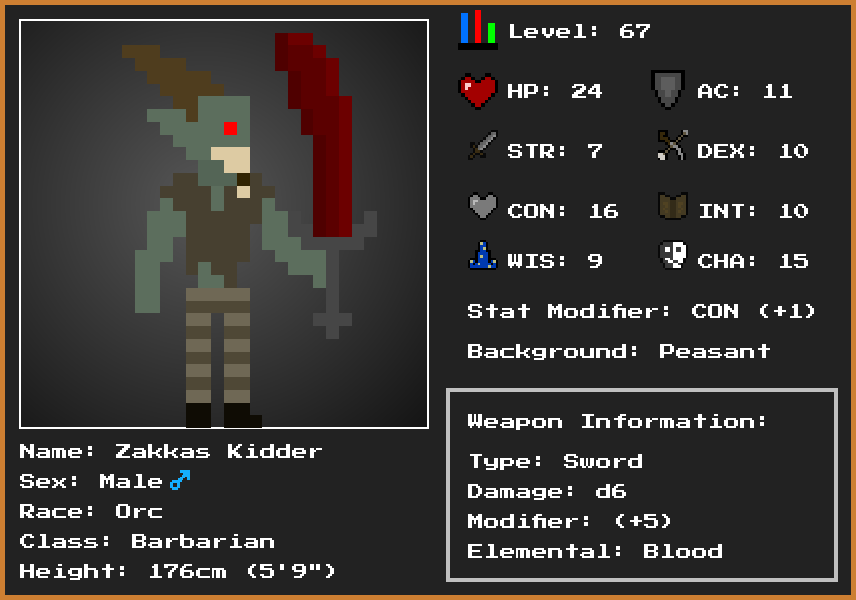 Level: 67
HP: 24 AC: 11
STR: 7 DEX: 10
CON: 16 INT: 10
WIS: 9 CHA: 15
Stat Modifier: CON (+1)
Background: Peasant
Weapon Information:
Type: Sword
Damage: d6
Modifier: (+5)
Elemental: Blood
Name: Zakkas Kidder
Sex: Male ♂
Race: Orc
Class: Barbarian
Height: 176cm (5'9")